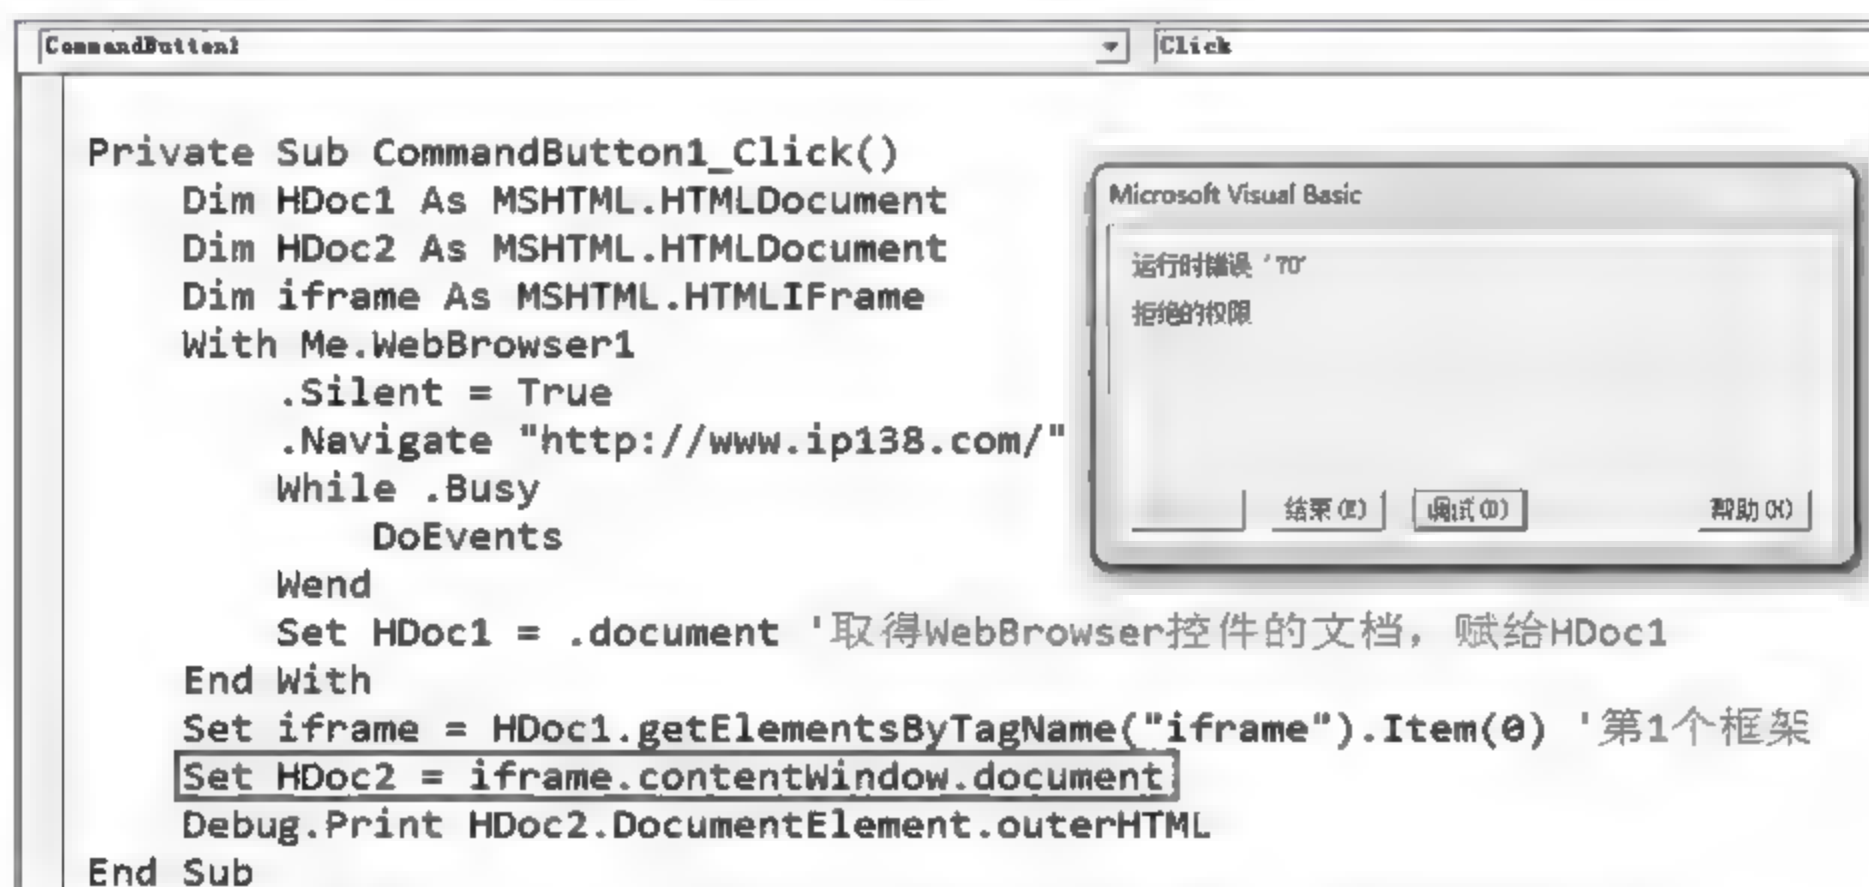 CommandButton1
Click
Private Sub CommandButton1_Click()
Dim HDoc1 As MSHTML.HTMLDocument
Dim HDoc2 As MSHTML.HTMLDocument
Dim iframe As MSHTML.HTMLIFrame
With Me.WebBrowser1
.Silent = True
.Navigate "http://www.ip138.com/"
While .Busy
DoEvents
Wend
Set HDoc1 = .document '取得WebBrowser控件的文档，赋给HDoc1
End With
Set iframe = HDoc1.getElementsByTagName("iframe").Item(0) '第1个框架
Set HDoc2 = iframe.contentWindow.document
Debug.Print HDoc2.DocumentElement.outerHTML
End Sub
Microsoft Visual Basic
运行时错误 '70'
拒绝的权限
结束(E)
调试(D)
帮助(H)